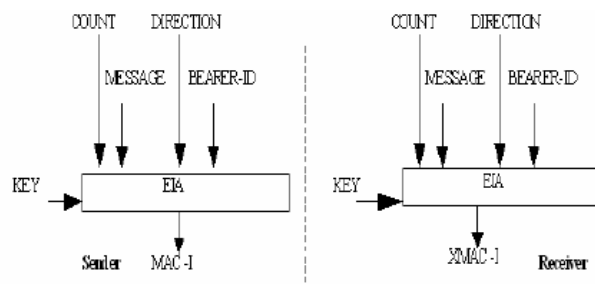 COUNT DIRECTION
MESSAGE BEARER-ID
KEY EIA
Sender MAC-I
COUNT DIRECTION
MESSAGE BEARER-ID
KEY EIA
XMAC-I Receiver